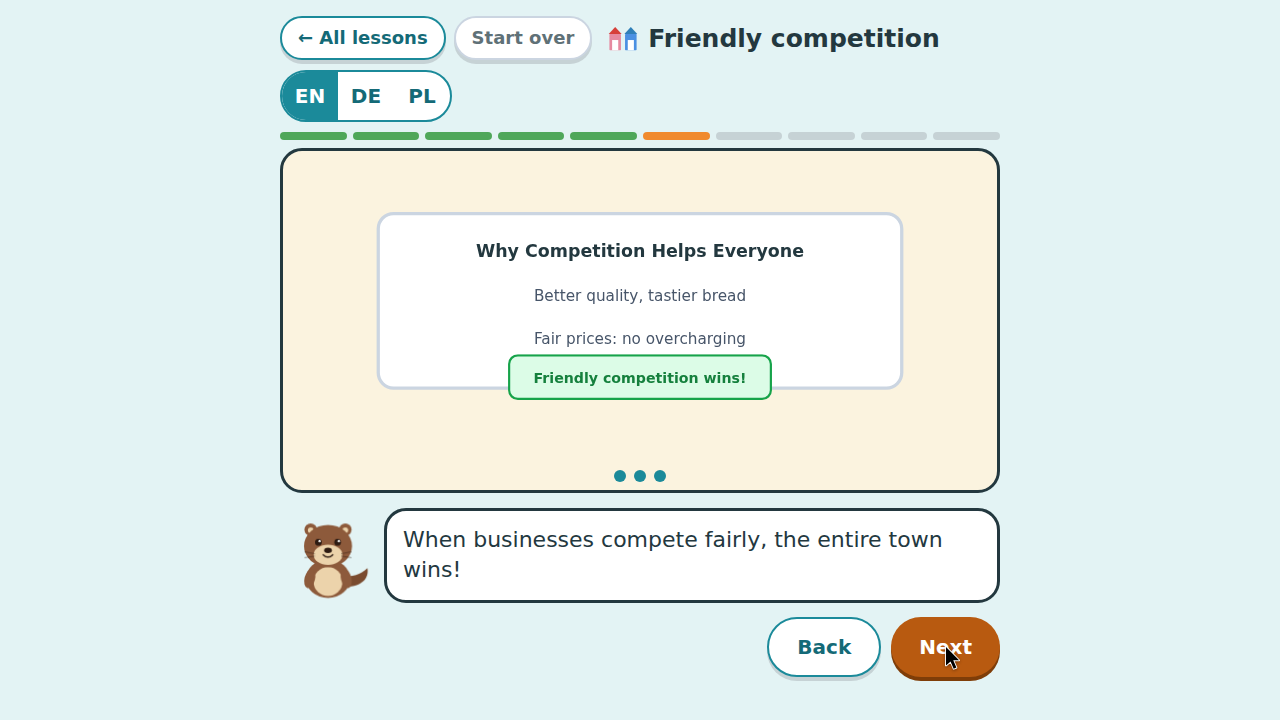 ← All lessons
Start over
Friendly competition
EN
DE
PL
Why Competition Helps Everyone
Better quality, tastier bread
Fair prices: no overcharging
Friendly competition wins!
When businesses compete fairly, the entire town
wins!
Back
Next